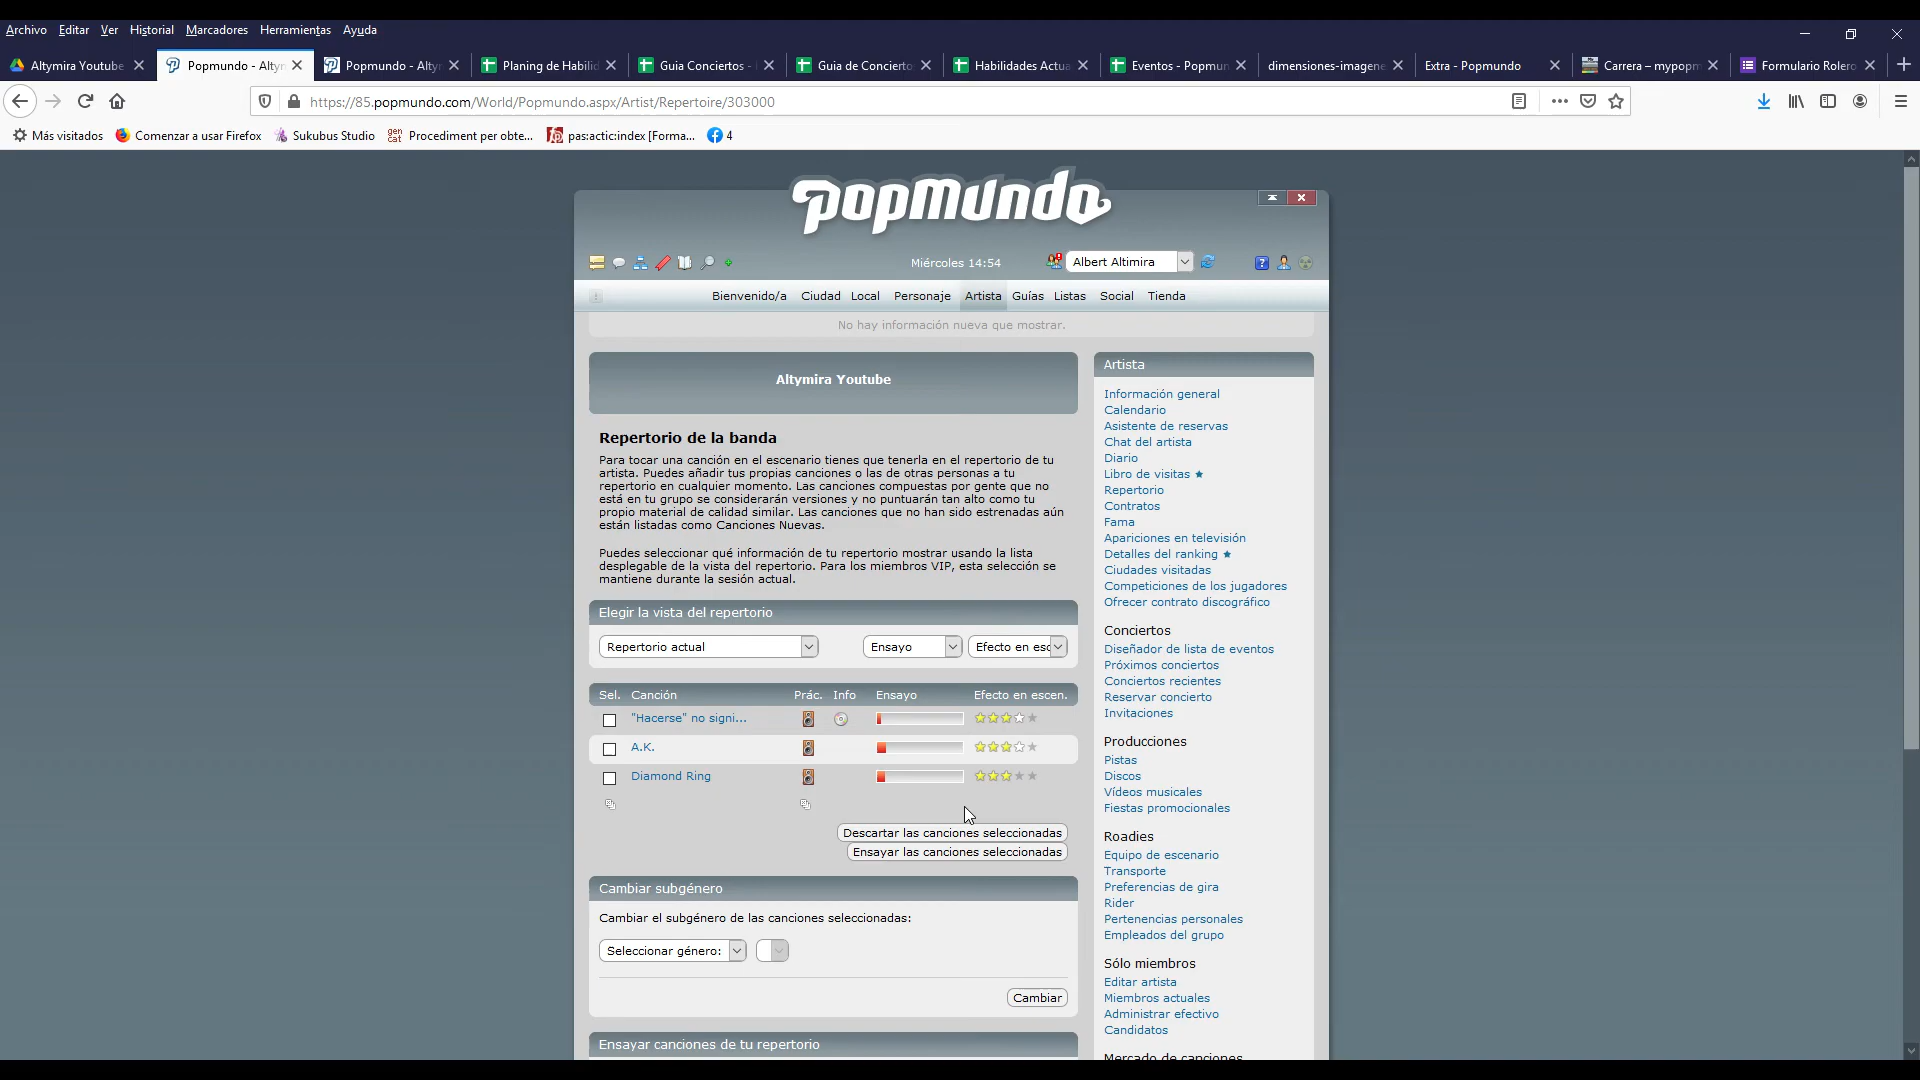 Archivo Editar Ver Historial Marcadores Herramientas Ayuda
Altymira Youtube Popmundo - Altym Popmundo - Alty Planing de Habilid Guia Conciertos - Guia de Concierto Habilidades Actua Eventos - Popmun dimensiones-imagene Extra - Popmundo Carrera – mypopm Formulario Rolero
https://85.popmundo.com/World/Popmundo.aspx/Artist/Repertoire/303000
Más visitados Comenzar a usar Firefox Sukubus Studio gen cat Procediment per obte... pas:actic:index [Forma... 4
popmundo
Miércoles 14:54 Albert Altimira
Bienvenido/a Ciudad Local Personaje Artista Guías Listas Social Tienda
No hay información nueva que mostrar.
Altymira Youtube
Repertorio de la banda
Para tocar una canción en el escenario tienes que tenerla en el repertorio de tu
artista. Puedes añadir tus propias canciones o las de otras personas a tu
repertorio en cualquier momento. Las canciones compuestas por gente que no
está en tu grupo se considerarán versiones y no puntuarán tan alto como tu
propio material de calidad similar. Las canciones que no han sido estrenadas aún
están listadas como Canciones Nuevas.
Puedes seleccionar qué información de tu repertorio mostrar usando la lista
desplegable de la vista del repertorio. Para los miembros VIP, esta selección se
mantiene durante la sesión actual.
Elegir la vista del repertorio
Repertorio actual Ensayo Efecto en esc
Sel. Canción Prác. Info Ensayo Efecto en escen.
"Hacerse" no signi...
A.K.
Diamond Ring
Descartar las canciones seleccionadas
Ensayar las canciones seleccionadas
Cambiar subgénero
Cambiar el subgénero de las canciones seleccionadas:
Seleccionar género:
Cambiar
Ensayar canciones de tu repertorio
Artista
Información general
Calendario
Asistente de reservas
Chat del artista
Diario
Libro de visitas
Repertorio
Contratos
Fama
Apariciones en televisión
Detalles del ranking
Ciudades visitadas
Competiciones de los jugadores
Ofrecer contrato discográfico
Conciertos
Diseñador de lista de eventos
Próximos conciertos
Conciertos recientes
Reservar concierto
Invitaciones
Producciones
Pistas
Discos
Vídeos musicales
Fiestas promocionales
Roadies
Equipo de escenario
Transporte
Preferencias de gira
Rider
Pertenencias personales
Empleados del grupo
Sólo miembros
Editar artista
Miembros actuales
Administrar efectivo
Candidatos
Mercado de canciones